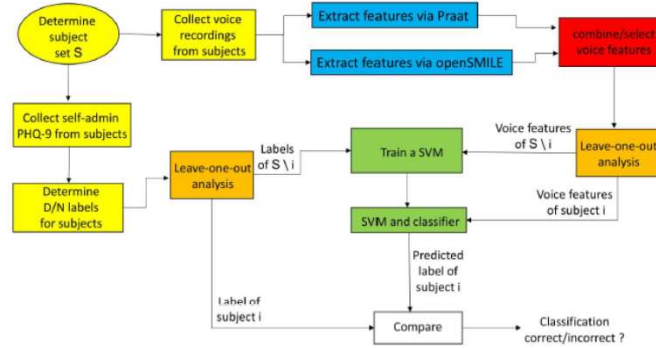 Determine
subject
set S
Collect voice
recordings
from subjects
Extract features via Praat
Extract features via openSMILE
combine/select
voice features
Collect self-admin
PHQ-9 from subjects
Determine
D/N labels
for subjects
Leave-one-out
analysis
Labels
of S \ i
Train a SVM
Voice features
of S \ i
Leave-one-out
analysis
Voice features
of subject i
SVM and classifier
Predicted
label of
subject i
Label of
subject i
Compare
Classification
correct/incorrect ?